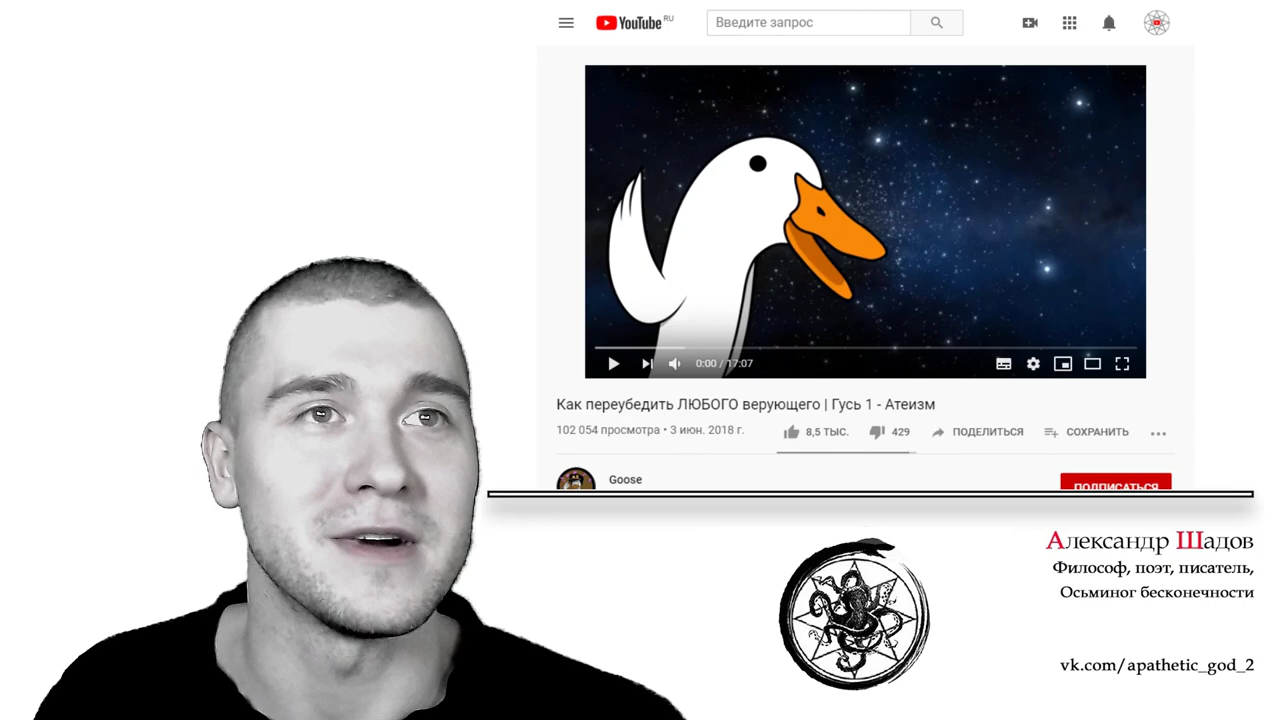 YouTube RU
Введите запрос
0:00 / 17:07
Как переубедить ЛЮБОГО верующего | Гусь 1 - Атеизм
102 054 просмотра • 3 июн. 2018 г.
8,5 ТЫС.
429
ПОДЕЛИТЬСЯ
СОХРАНИТЬ
Goose
ПОДПИСАТЬСЯ
Александр Шадов
Философ, поэт, писатель,
Осьминог бесконечности
vk.com/apathetic_god_2